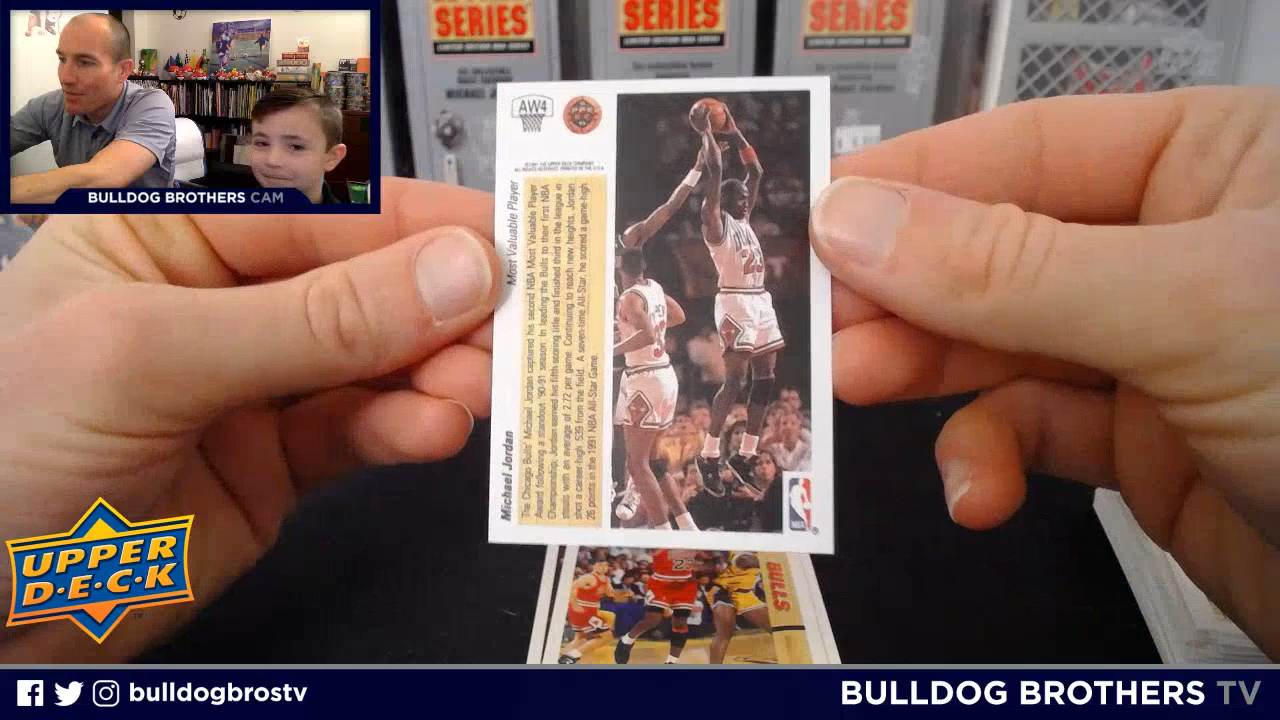 SERIES
SERIES
SERIES
BULLDOG BROTHERS CAM
AW4
Most Valuable Player
Michael Jordan
The Chicago Bulls' Michael Jordan captured his second NBA Most Valuable Player
Award following a standout '90-91 season. In leading the Bulls to their first NBA
Championship, Jordan earned his fifth scoring title and finished third in the league in
steals with an average of 2.72 per game. Continuing to reach new heights, Jordan
shot a career-high .539 from the field. A seven-time All-Star, he scored a game-high
26 points in the 1991 NBA All-Star Game.
23
NBA
UPPER
D·E·C·K
TM
23
BULLS
bulldogbrostv
BULLDOG BROTHERS TV